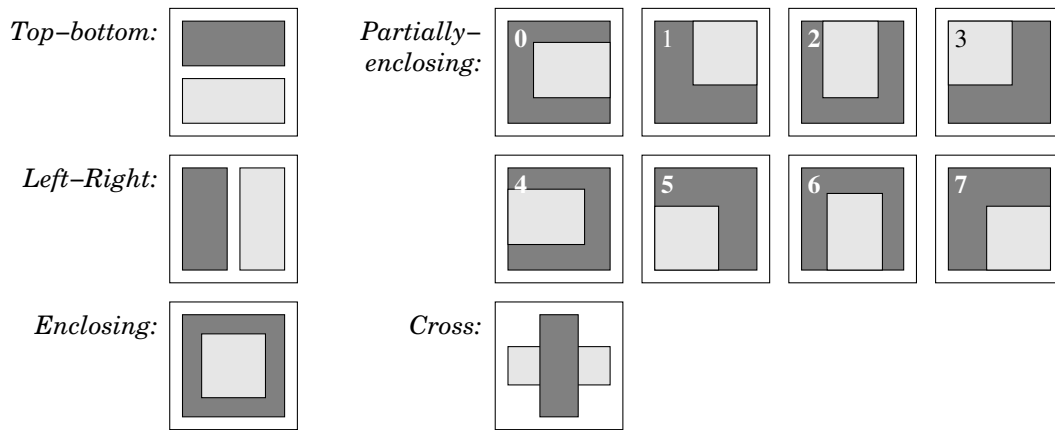 Top–bottom:
Partially–
enclosing:
0
1
2
3
Left–Right:
4
5
6
7
Enclosing:
Cross: